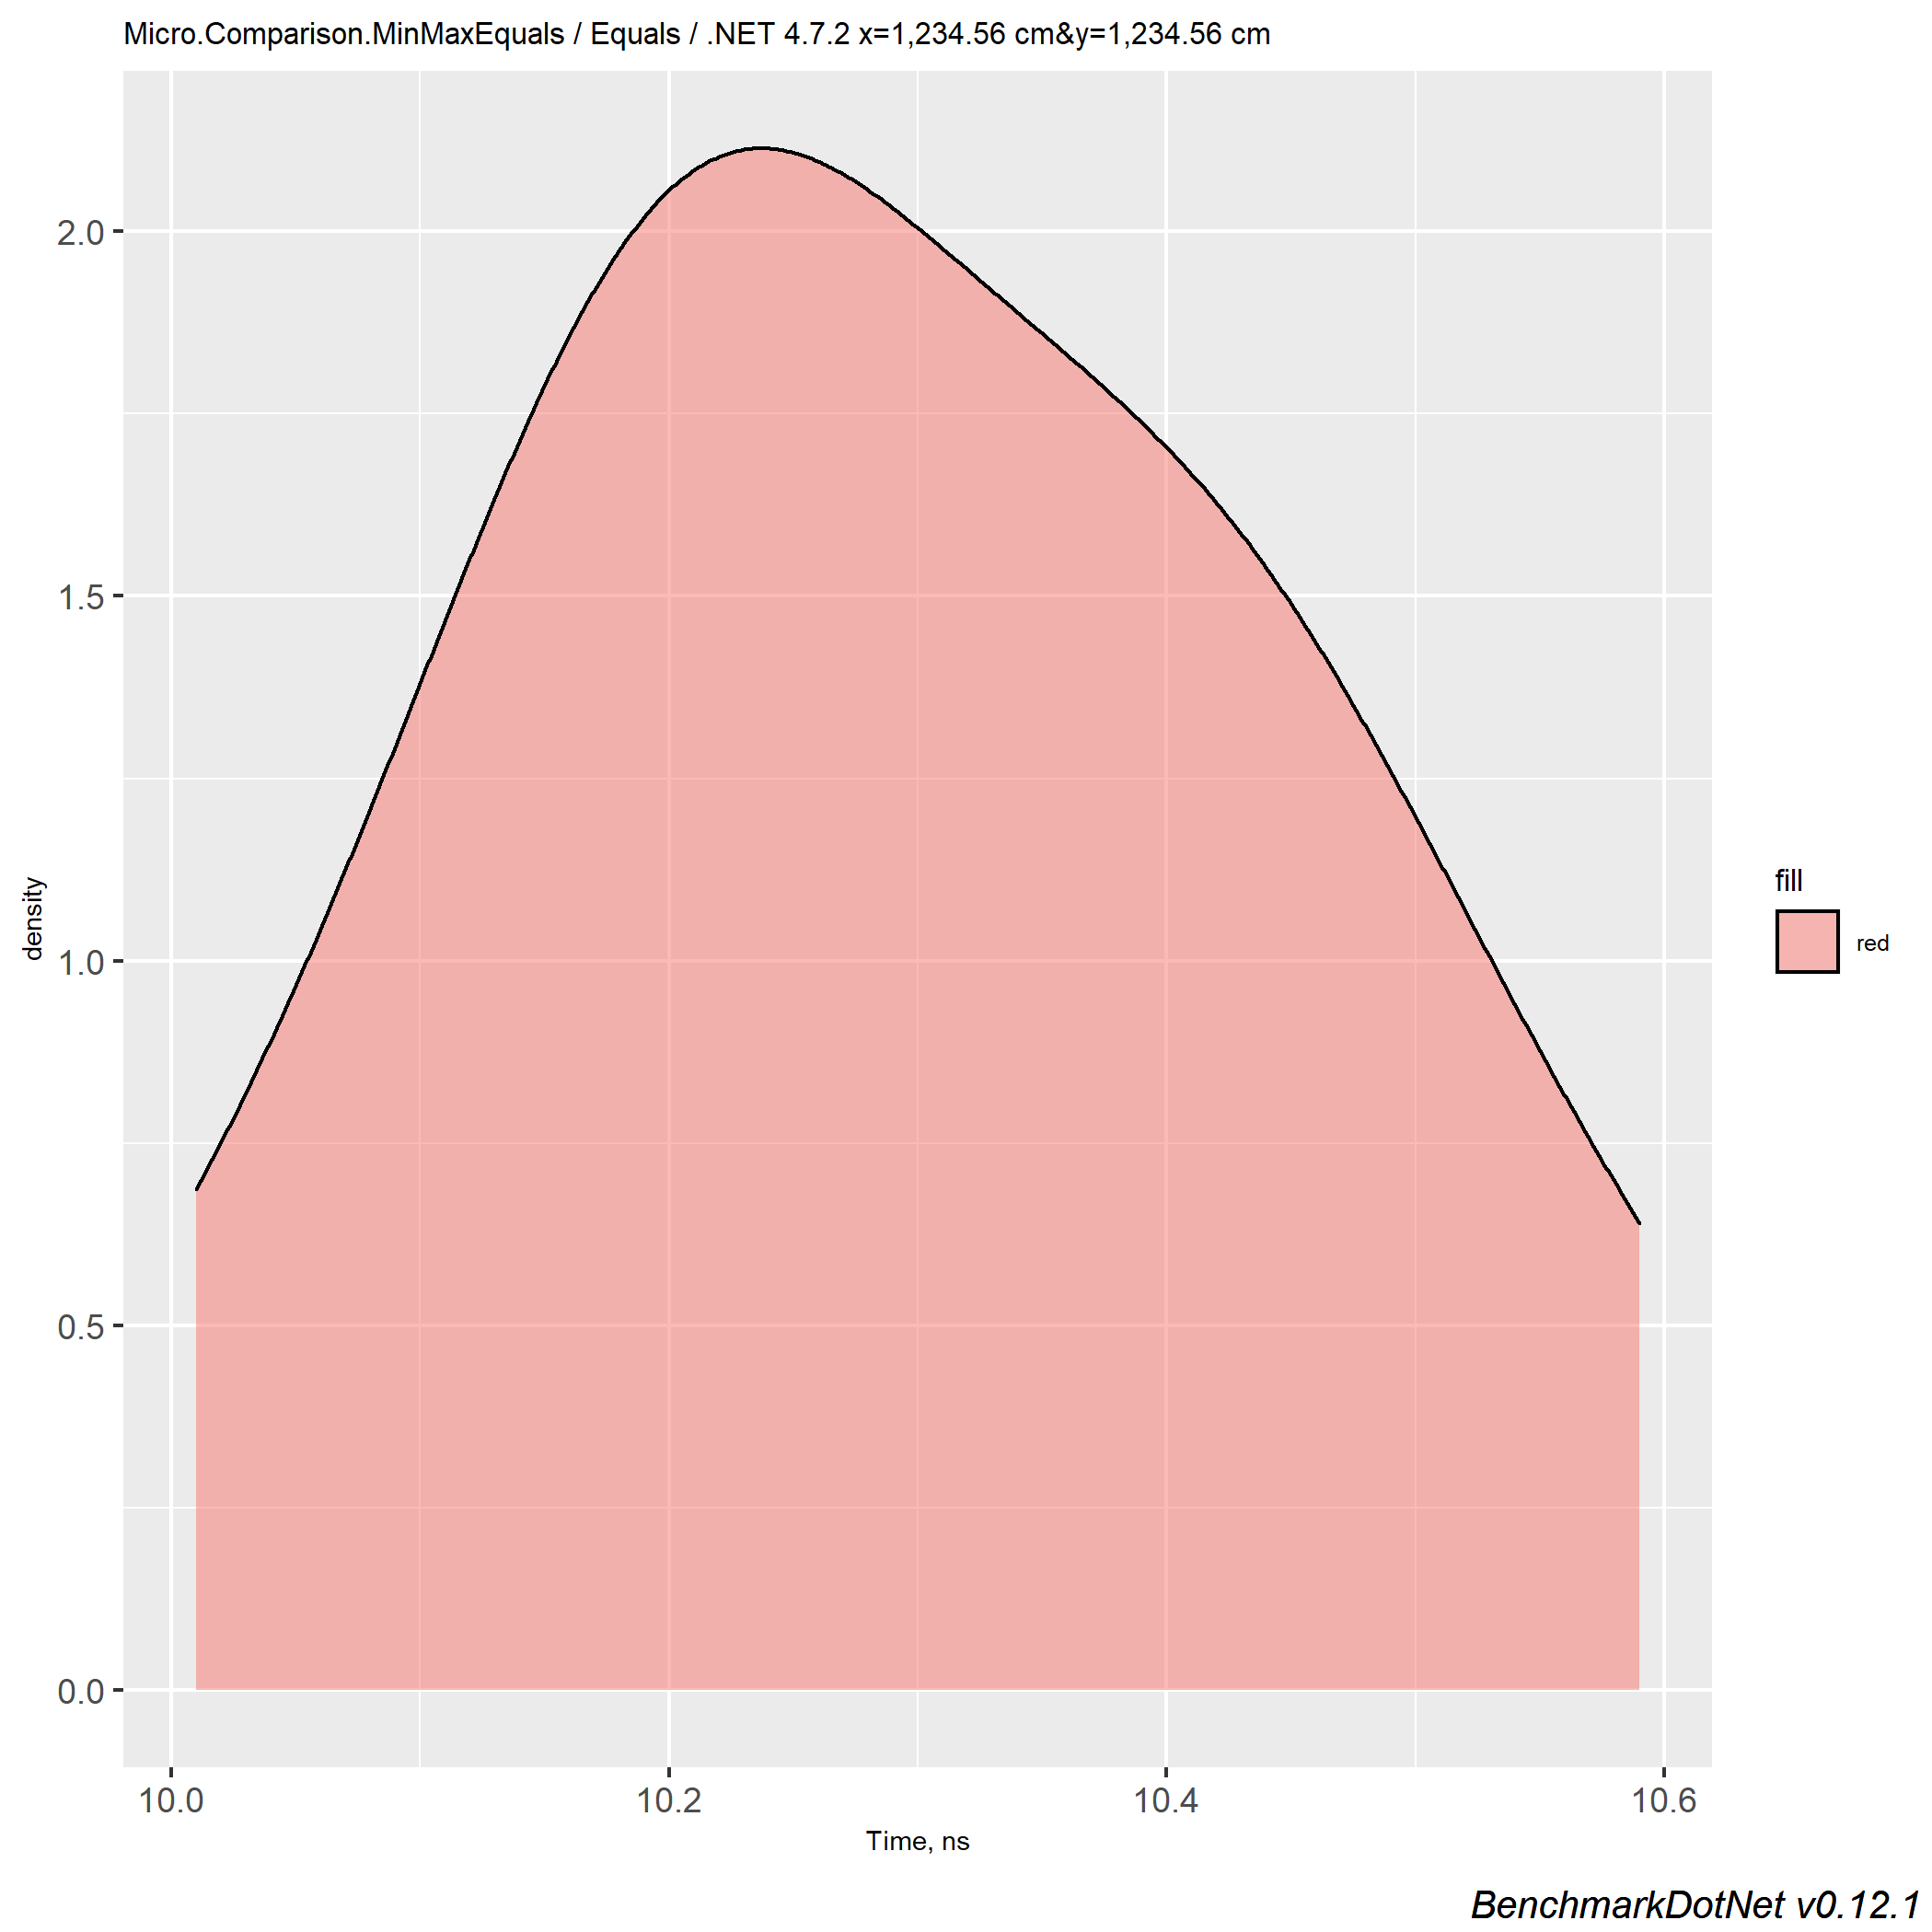 Micro.Comparison.MinMaxEquals / Equals / .NET 4.7.2 x=1,234.56 cm&y=1,234.56 cm
density
2.0
1.5
1.0
0.5
0.0
10.0 10.2 10.4 10.6
Time, ns
fill
red
BenchmarkDotNet v0.12.1